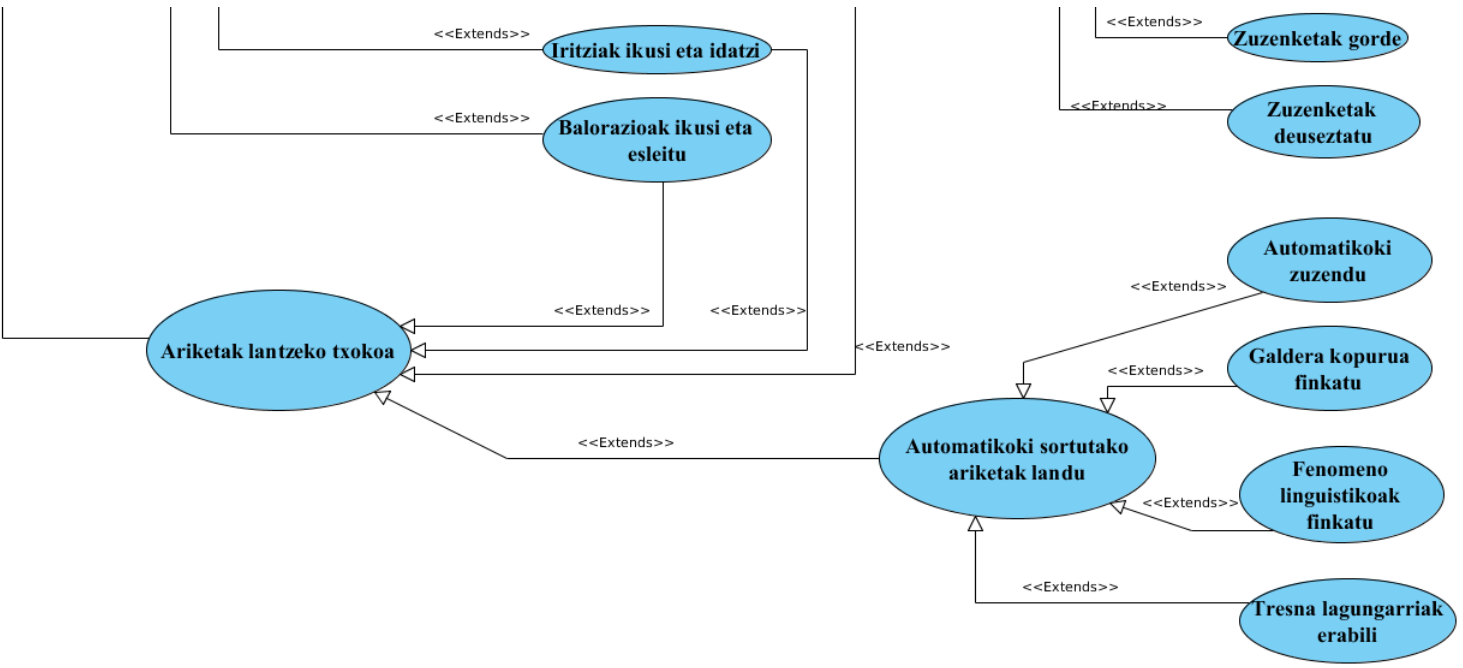 <<Extends>>
Iritziak ikusi eta idatzi
<<Extends>>
Zuzenketak gorde
<<Extends>>
Balorazioak ikusi eta
esleitu
<<Extends>>
Zuzenketak
deuseztatu
Automatikoki
zuzendu
<<Extends>>
<<Extends>>
<<Extends>>
<<Extends>>
Ariketak lantzeko txokoa
Galdera kopurua
finkatu
<<Extends>>
<<Extends>>
Automatikoki sortutako
ariketak landu
Fenomeno
linguistikoak
finkatu
<<Extends>>
<<Extends>>
Tresna lagungarriak
erabili